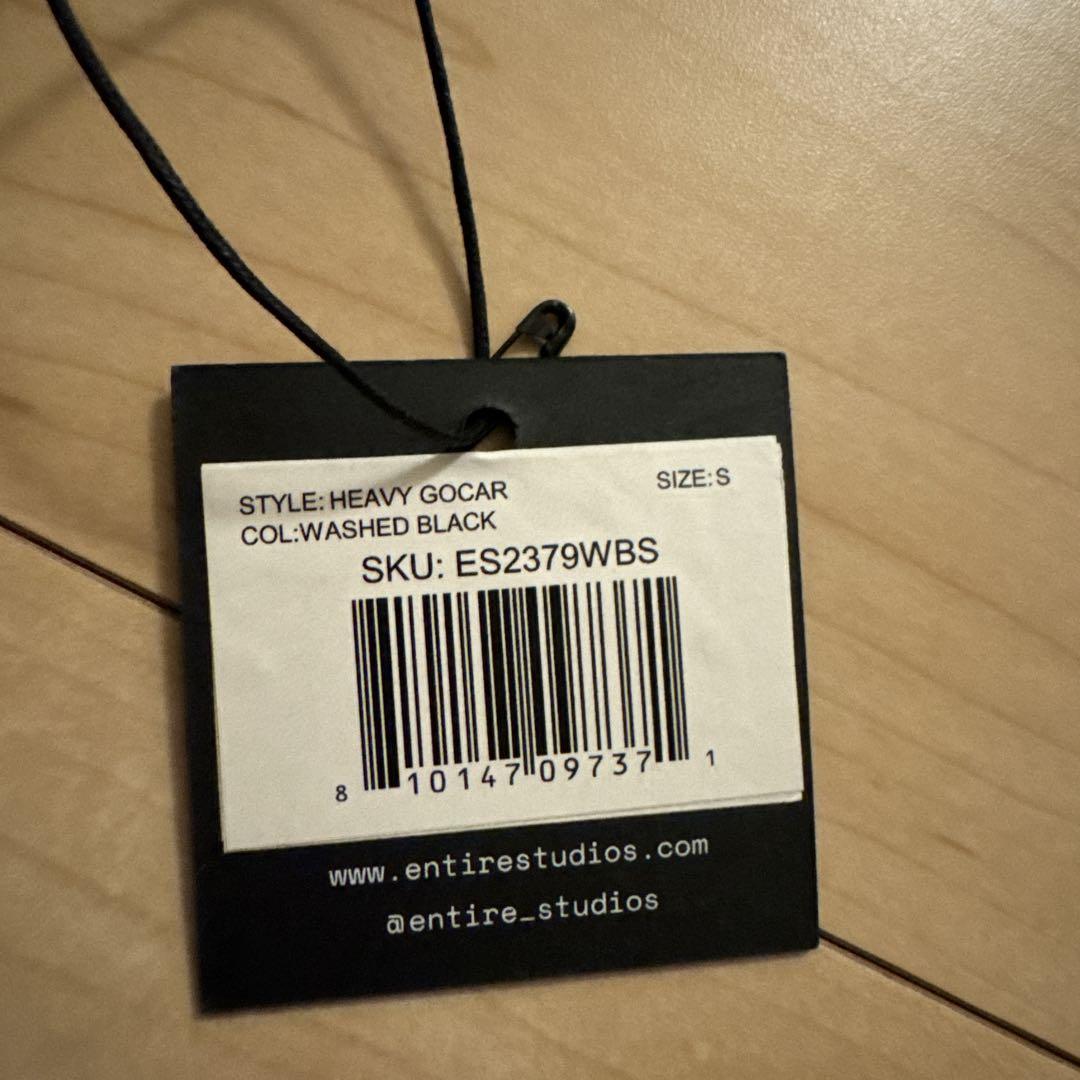 STYLE: HEAVY GOCAR
SIZE: S
COL:WASHED BLACK
SKU: ES2379WBS
8 10147 09737 1
www.entirestudios.com
@entire_studios